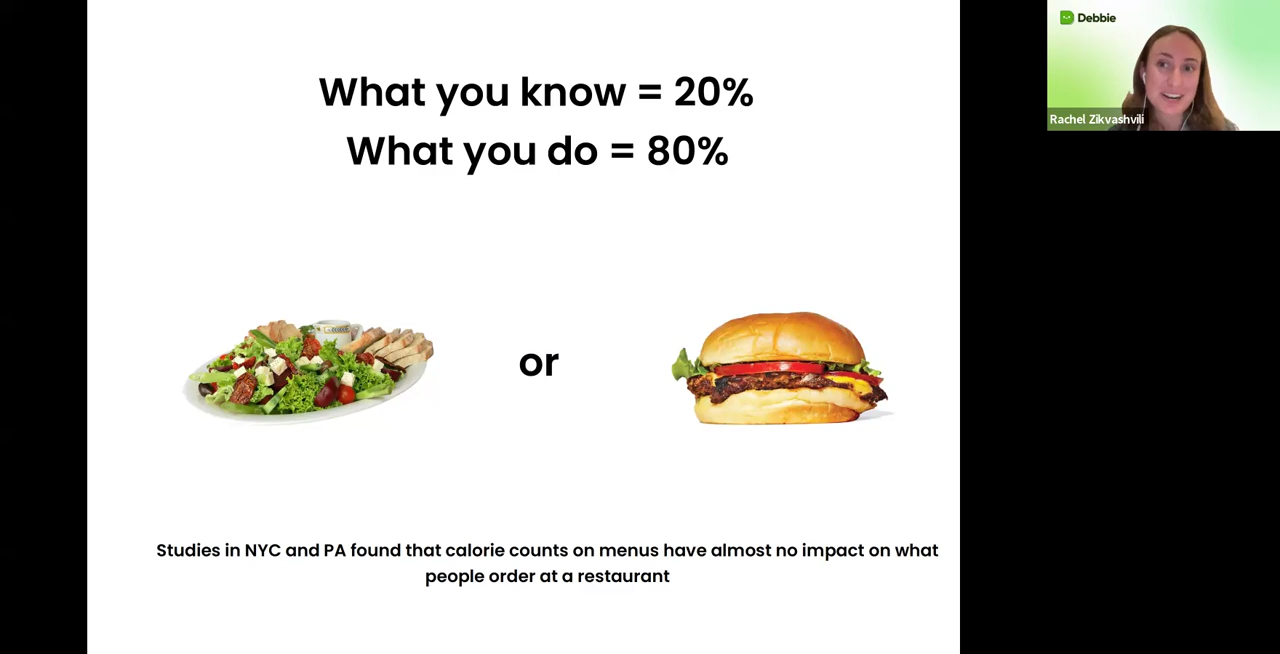 What you know = 20%
What you do = 80%
Debbie
Rachel Zikvashvili
or
Studies in NYC and PA found that calorie counts on menus have almost no impact on what
people order at a restaurant